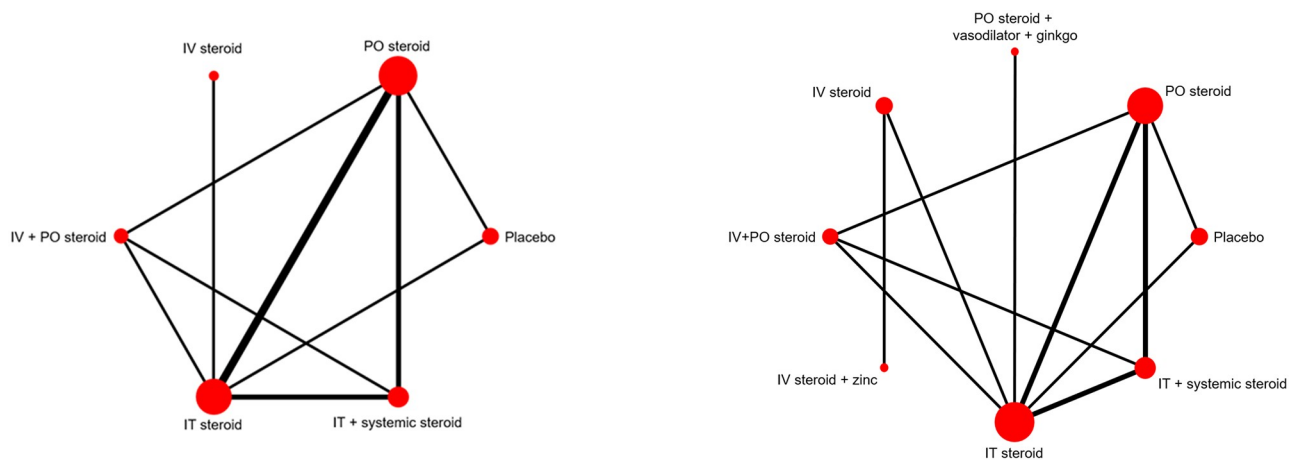 IV steroid
PO steroid
IV + PO steroid
Placebo
IT steroid
IT + systemic steroid
PO steroid +
vasodilator + ginkgo
IV steroid
PO steroid
IV+PO steroid
Placebo
IV steroid + zinc
IT + systemic steroid
IT steroid